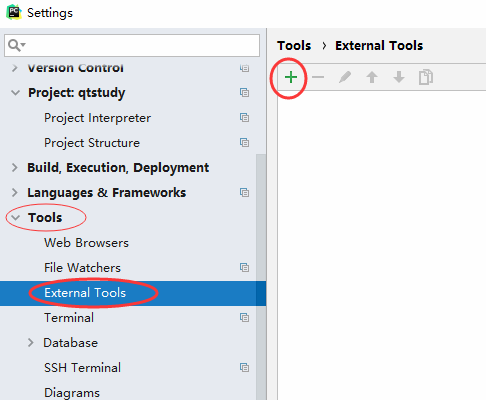 PC
Settings
Tools › External Tools
Version Control
Project: qtstudy
Project Interpreter
Project Structure
Build, Execution, Deployment
Languages & Frameworks
Tools
Web Browsers
File Watchers
External Tools
Terminal
Database
SSH Terminal
Diagrams